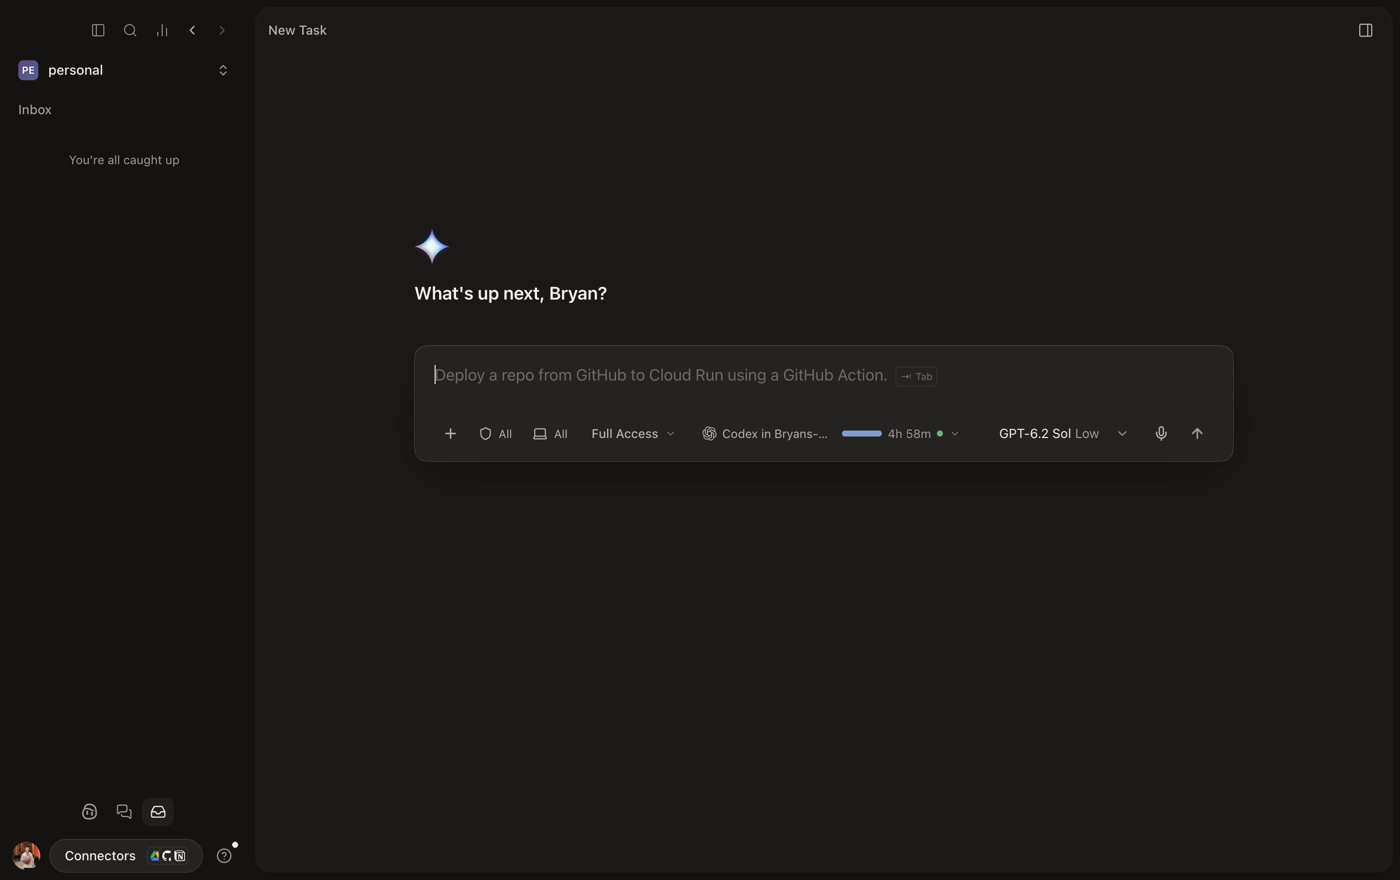 New Task
PE personal
Inbox
You're all caught up
What's up next, Bryan?
Deploy a repo from GitHub to Cloud Run using a GitHub Action. Tab
All All Full Access Codex in Bryans-... 4h 58m GPT-6.2 Sol Low
Connectors